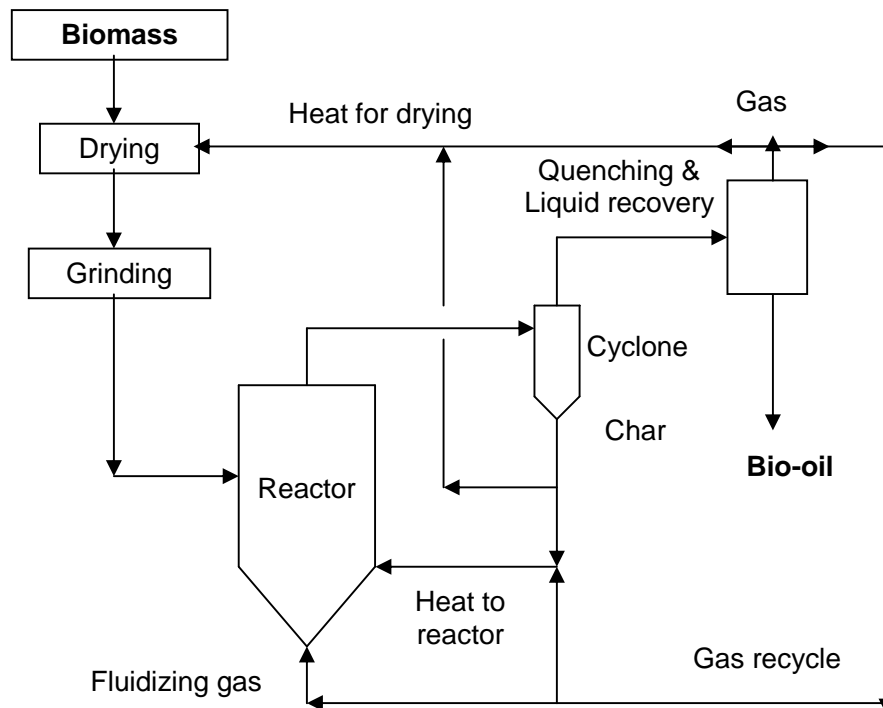 Biomass
Gas
Heat for drying
Drying
Quenching &
Liquid recovery
Grinding
Cyclone
Char
Bio-oil
Reactor
Heat to
reactor
Gas recycle
Fluidizing gas